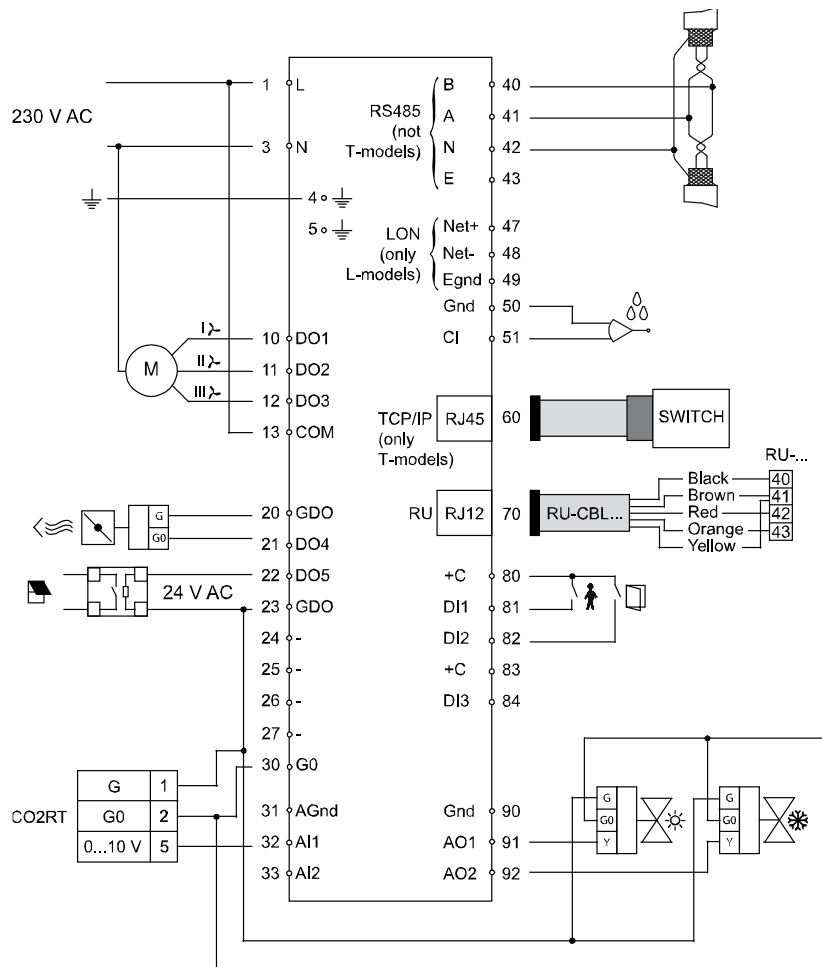 1 L
230 V AC
3 N
4
5
I
10 DO1
M
II
11 DO2
III
12 DO3
13 COM
G
20 GDO
G0
21 DO4
22 DO5
24 V AC
23 GDO
24 -
25 -
26 -
27 -
30 G0
G 1
CO2RT
G0 2
0...10 V 5
31 AGnd
32 AI1
33 AI2
RS485
(not
T-models)
B 40
A 41
N 42
E 43
LON
(only
L-models)
Net+ 47
Net- 48
Egnd 49
Gnd 50
CI 51
TCP/IP
(only
T-models)
RJ45 60
SWITCH
RU RJ12 70
RU-CBL...
RU-...
Black 40
Brown 41
Red 42
Orange 43
Yellow
+C 80
DI1 81
DI2 82
+C 83
DI3 84
Gnd 90
AO1 91
AO2 92
G
G0
Y
G
G0
Y